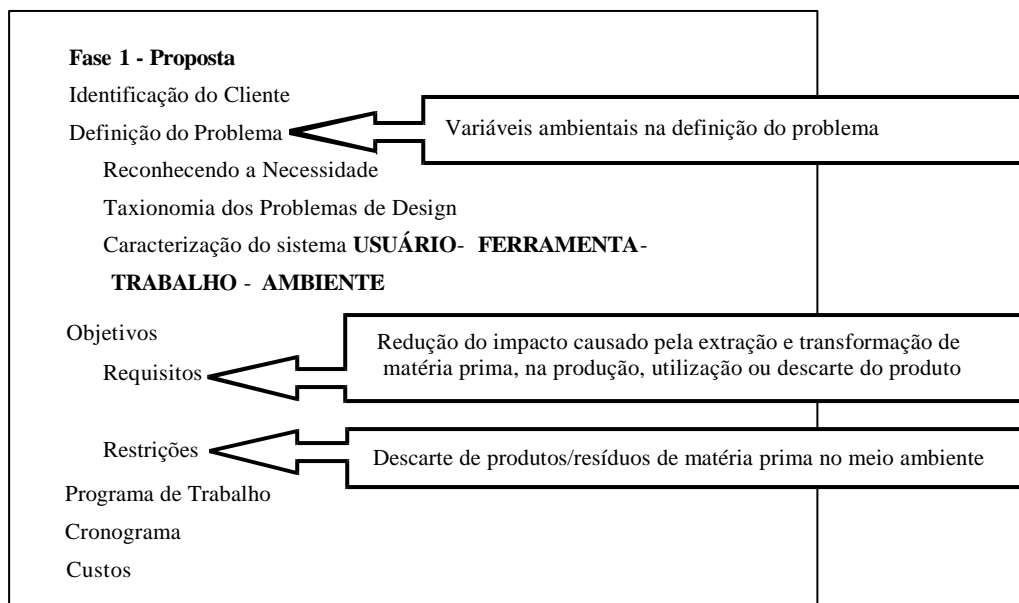 Fase 1 - Proposta
Identificação do Cliente
Definição do Problema
Variáveis ambientais na definição do problema
Reconhecendo a Necessidade
Taxionomia dos Problemas de Design
Caracterização do sistema USUÁRIO- FERRAMENTA-
TRABALHO - AMBIENTE
Objetivos
Redução do impacto causado pela extração e transformação de
matéria prima, na produção, utilização ou descarte do produto
Requisitos
Restrições
Descarte de produtos/resíduos de matéria prima no meio ambiente
Programa de Trabalho
Cronograma
Custos